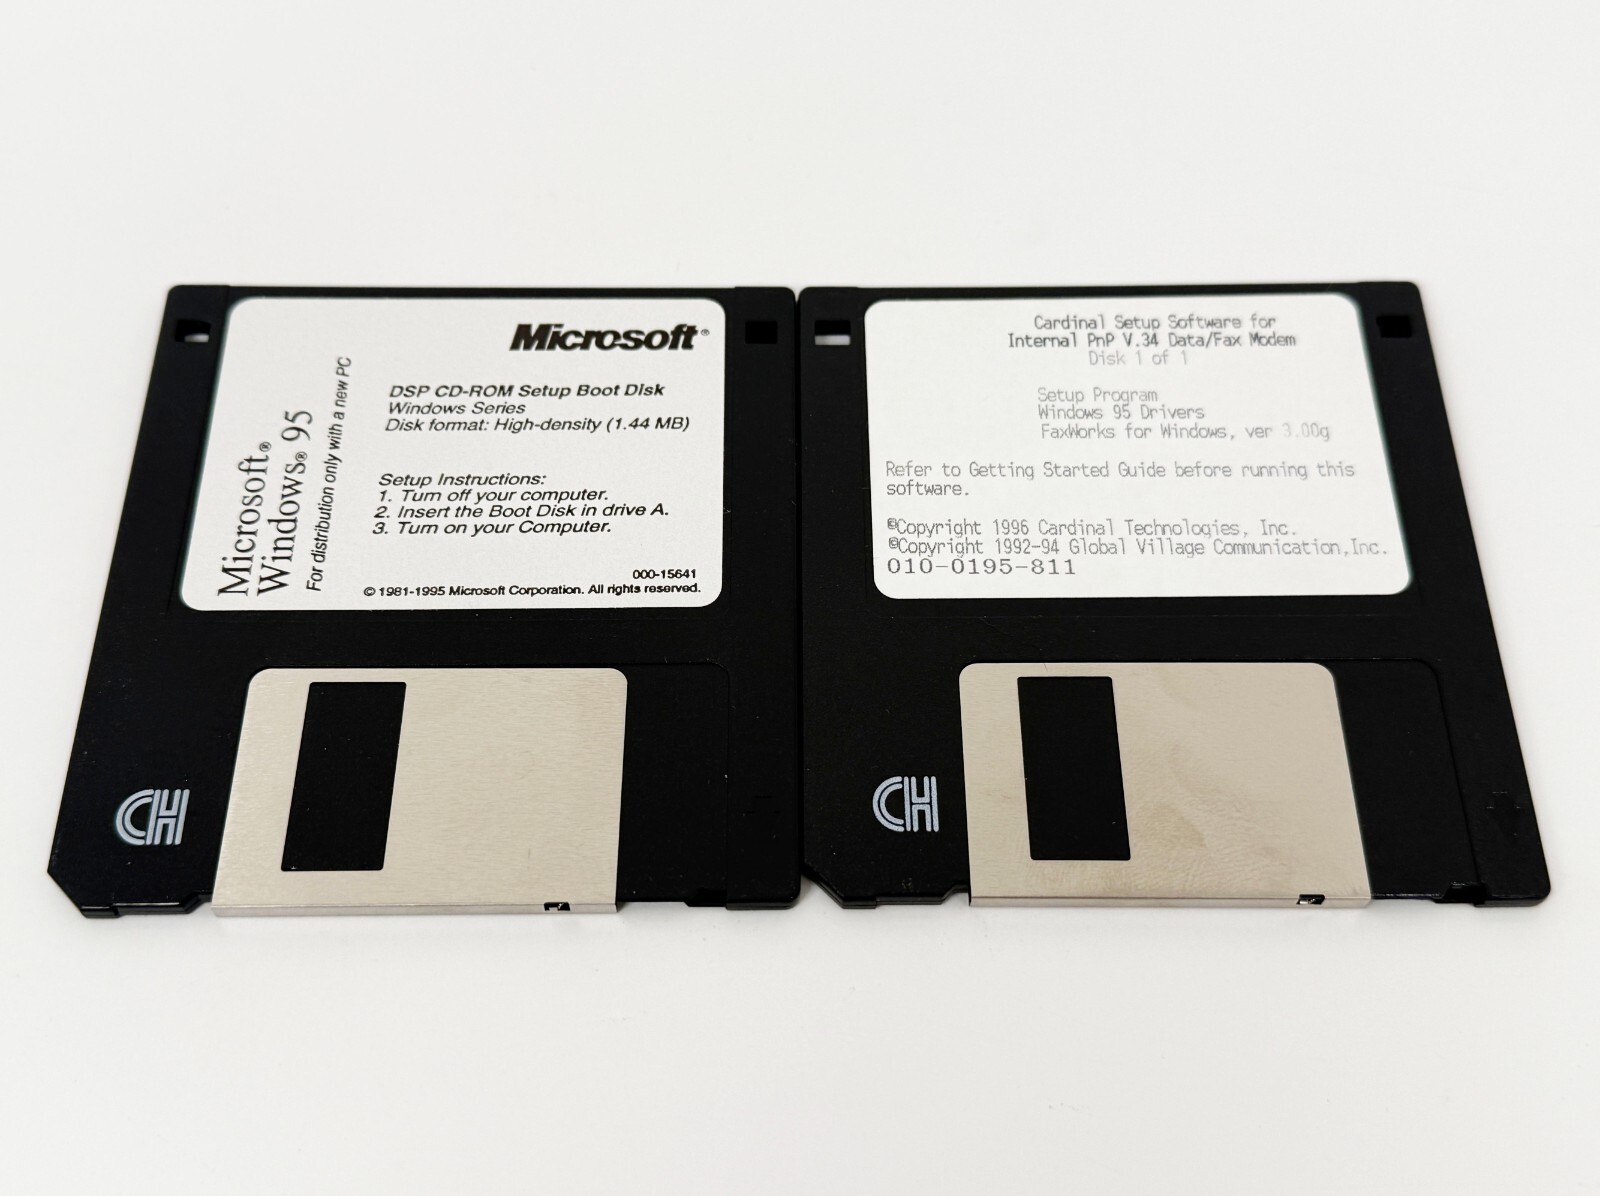 Microsoft®
Windows® 95
For distribution only with a new PC
Microsoft®
DSP CD-ROM Setup Boot Disk
Windows Series
Disk format: High-density (1.44 MB)
Setup Instructions:
1. Turn off your computer.
2. Insert the Boot Disk in drive A.
3. Turn on your Computer.
000-15641
© 1981-1995 Microsoft Corporation. All rights reserved.
CH
Cardinal Setup Software for
Internal PnP V.34 Data/Fax Modem
Disk 1 of 1
Setup Program
Windows 95 Drivers
FaxWorks for Windows, ver 3.00g
Refer to Getting Started Guide before running this
software.
©Copyright 1996 Cardinal Technologies, Inc.
©Copyright 1992-94 Global Village Communication,Inc.
010-0195-811
CH